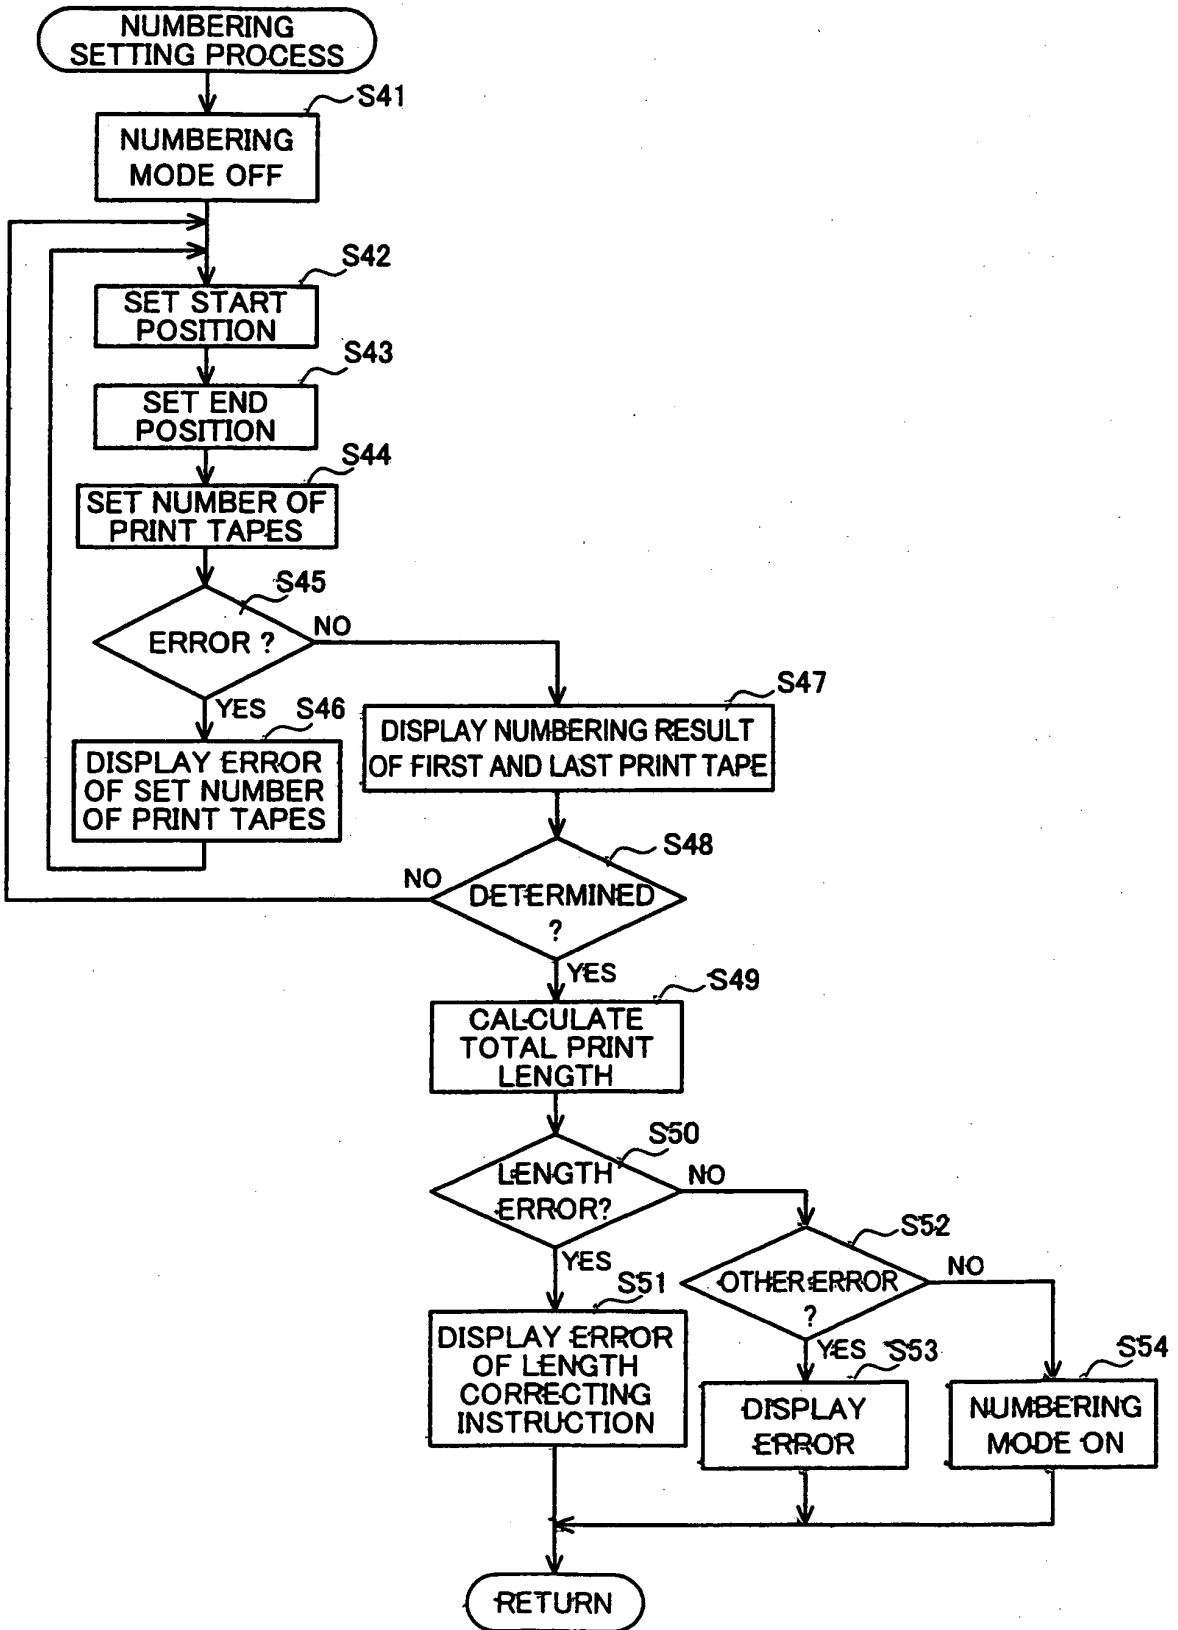 NUMBERING
SETTING PROCESS
S41
NUMBERING
MODE OFF
S42
SET START
POSITION
S43
SET END
POSITION
S44
SET NUMBER OF
PRINT TAPES
S45
ERROR ?
NO
YES
S46
DISPLAY ERROR
OF SET NUMBER
OF PRINT TAPES
S47
DISPLAY NUMBERING RESULT
OF FIRST AND LAST PRINT TAPE
S48
DETERMINED
?
NO
YES
S49
CALCULATE
TOTAL PRINT
LENGTH
S50
LENGTH
ERROR?
NO
YES
S51
DISPLAY ERROR
OF LENGTH
CORRECTING
INSTRUCTION
S52
OTHER ERROR
?
NO
YES
S53
DISPLAY
ERROR
S54
NUMBERING
MODE ON
RETURN